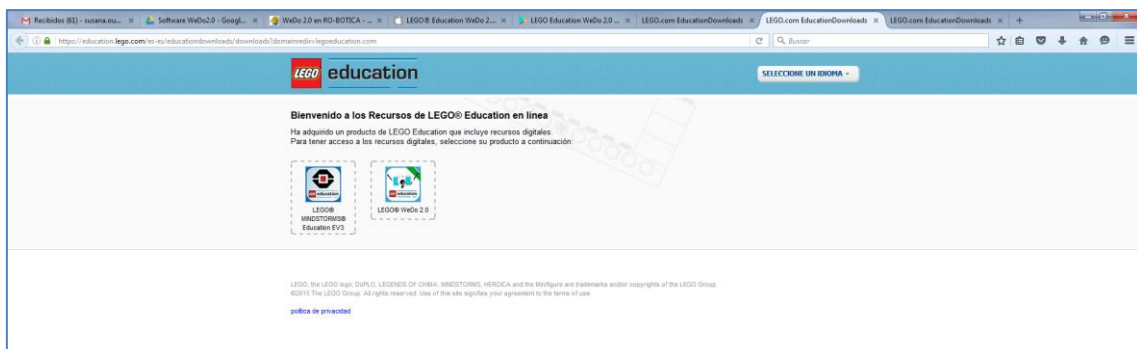 Recibidos (61) - susana.ou...
Software WeDo2.0 - Googl...
WeDo 2.0 en RO-BOTICA - ...
LEGO® Education WeDo 2....
LEGO Education WeDo 2.0 ...
LEGO.com EducationDownloads
LEGO.com EducationDownloads
LEGO.com EducationDownloads
https://education.lego.com/es-es/educationdownloads/downloads?domainredir=legoeducation.com
Buscar
LEGO education
SELECCIONE UN IDIOMA
Bienvenido a los Recursos de LEGO® Education en línea
Ha adquirido un producto de LEGO Education que incluye recursos digitales.
Para tener acceso a los recursos digitales, seleccione su producto a continuación:
LEGO®
MINDSTORMS®
Education EV3
LEGO® WeDo 2.0
LEGO, the LEGO logo, DUPLO, LEGENDS OF CHIMA, MINDSTORMS, HEROICA and the Minifigure are trademarks and/or copyrights of the LEGO Group.
©2015 The LEGO Group. All rights reserved. Use of this site signifies your agreement to the terms of use.
política de privacidad